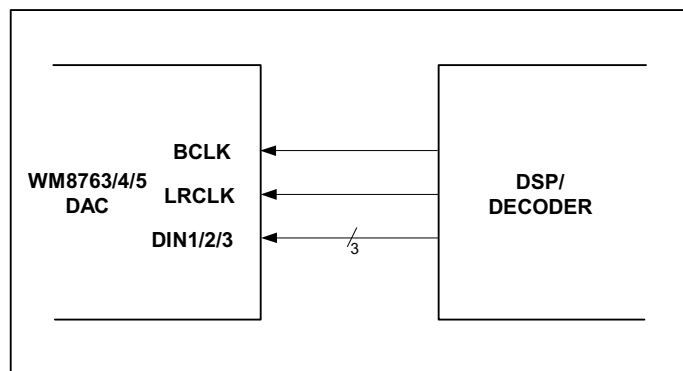 WM8763/4/5
DAC
BCLK
LRCLK
DIN1/2/3
3
DSP/
DECODER